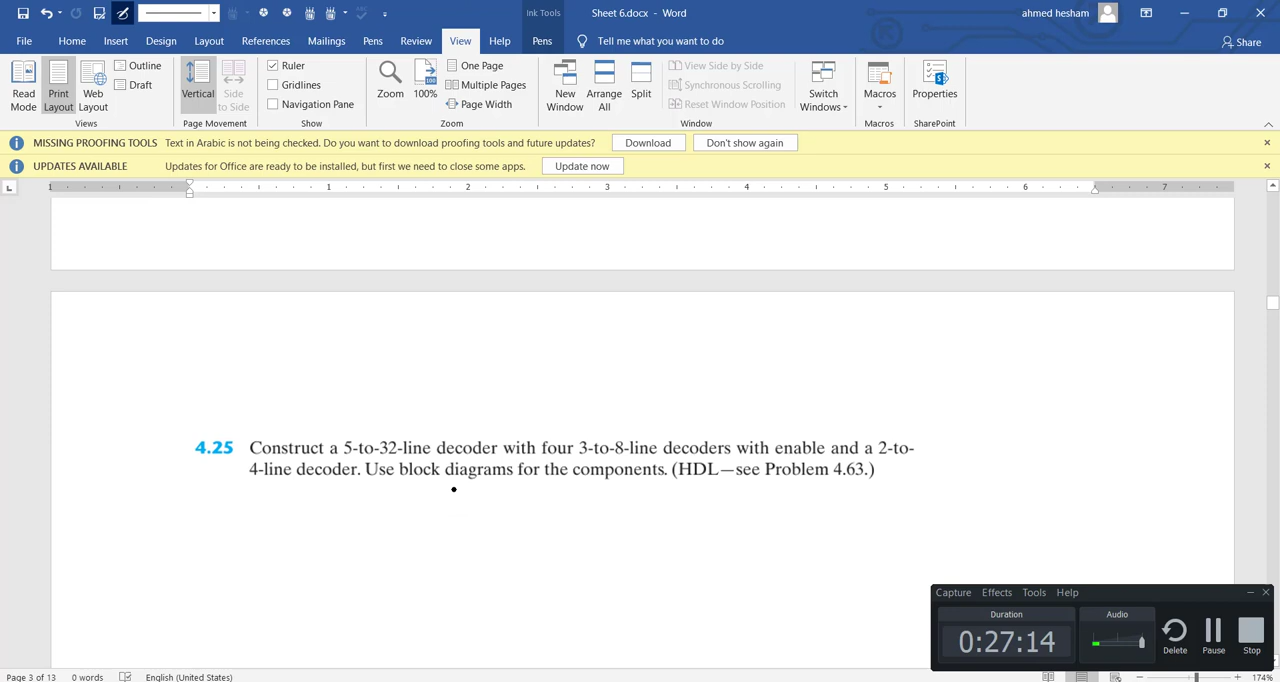 Ink Tools
Sheet 6.docx - Word
ahmed hesham
File Home Insert Design Layout References Mailings Pens Review View Help Pens Tell me what you want to do Share
Read Mode
Print Layout
Web Layout
Outline
Draft
Views
Vertical
Side to Side
Page Movement
Ruler
Gridlines
Navigation Pane
Show
Zoom
100
100%
One Page
Multiple Pages
Page Width
Zoom
New Window
Arrange All
Split
View Side by Side
Synchronous Scrolling
Reset Window Position
Window
Switch Windows
Macros
Macros
Properties
SharePoint
MISSING PROOFING TOOLS Text in Arabic is not being checked. Do you want to download proofing tools and future updates? Download Don't show again
UPDATES AVAILABLE Updates for Office are ready to be installed, but first we need to close some apps. Update now
1 1 2 3 4 5 6 7
4.25 Construct a 5-to-32-line decoder with four 3-to-8-line decoders with enable and a 2-to-
4-line decoder. Use block diagrams for the components. (HDL—see Problem 4.63.)
Capture Effects Tools Help
Duration
0:27:14
Audio
Delete
Pause
Stop
Page 3 of 13 0 words English (United States) 174%